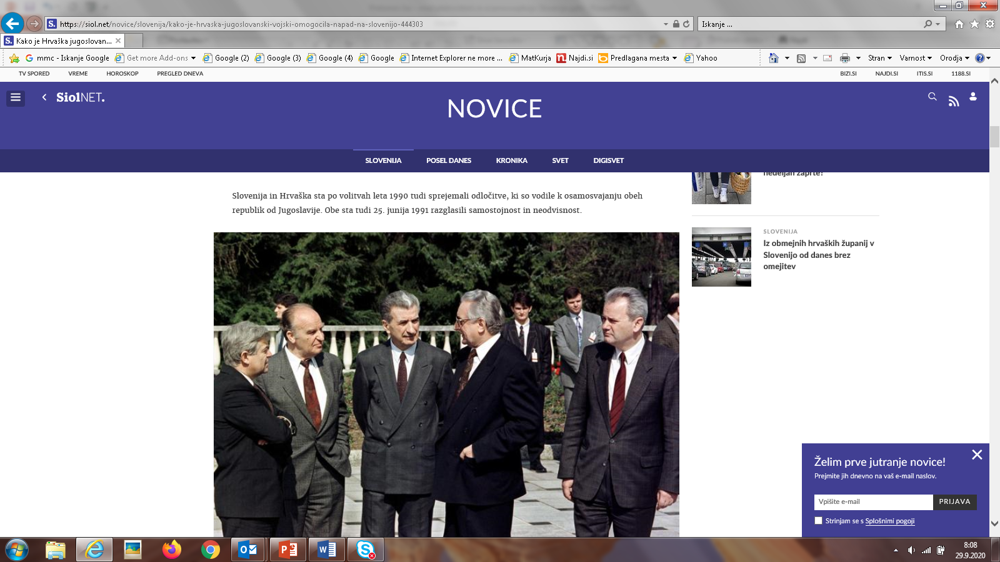 https://siol.net/novice/slovenija/kako-je-hrvaska-jugoslovanski-vojski-omogocila-napad-na-slovenijo-444303
Iskanje ...
S. Kako je Hrvaška jugoslovan...
mmc - Iskanje Google
Get more Add-ons
Google (2)
Google (3)
Google (4)
Google
Internet Explorer ne more ...
MatKurja
Najdi.si
Predlagana mesta
Yahoo
Stran
Varnost
Orodja
TV SPORED
VREME
HOROSKOP
PREGLED DNEVA
BIZI.SI
NAJDI.SI
ITIS.SI
1188.SI
SiolNET.
NOVICE
SLOVENIJA
POSEL DANES
KRONIKA
SVET
DIGISVET
nedeljah zaprte?
Slovenija in Hrvaška sta po volitvah leta 1990 tudi sprejemali odločitve, ki so vodile k osamosvajanju obeh
republik od Jugoslavije. Obe sta tudi 25. junija 1991 razglasili samostojnost in neodvisnost.
SLOVENIJA
Iz obmejnih hrvaških županij v
Slovenijo od danes brez
omejitev
Želim prve jutranje novice!
Prejmite jih dnevno na vaš e-mail naslov.
Vpišite e-mail
PRIJAVA
Strinjam se s Splošnimi pogoji
8:08
29.9.2020